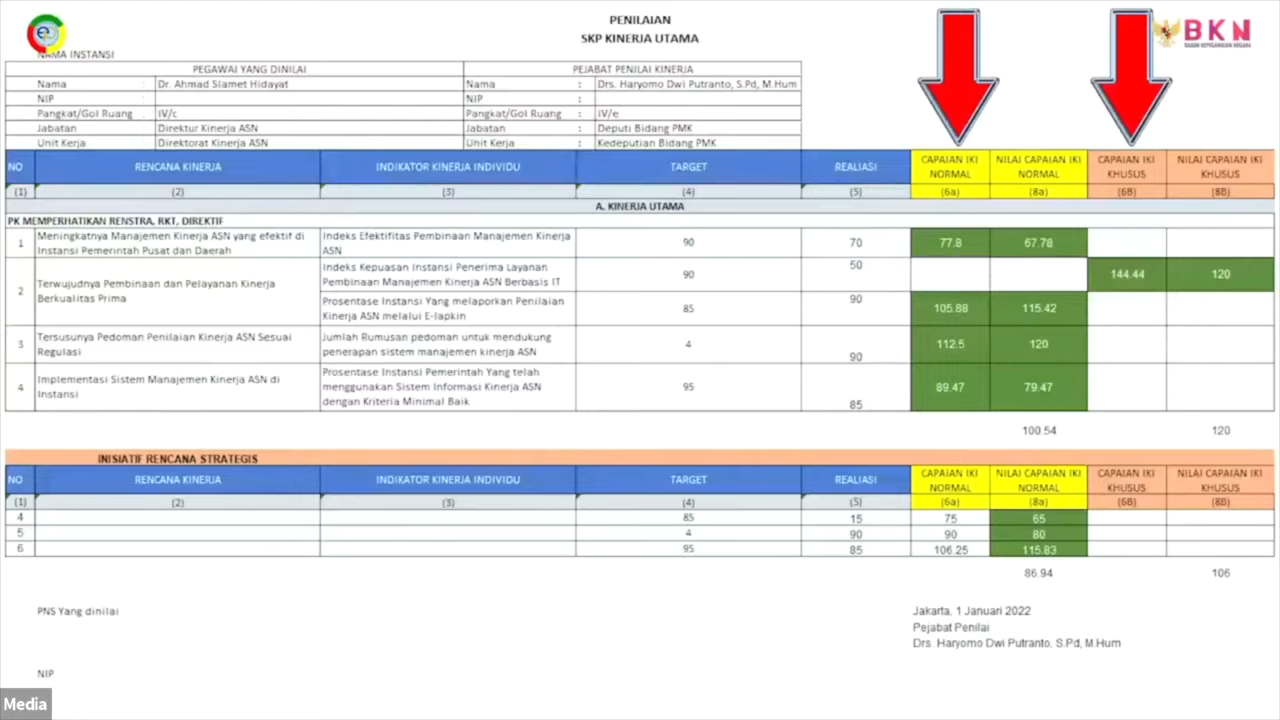 PENILAIAN
SKP KINERJA UTAMA
BKN
BADAN KEPEGAWAIAN NEGARA
NAMA INSTANSI
PEGAWAI YANG DINILAI PEJABAT PENILAI KINERJA
Nama : Dr. Ahmad Slamet Hidayat Nama : Drs. Haryomo Dwi Putranto, S.Pd, M.Hum
NIP : NIP :
Pangkat/Gol Ruang : IV/c Pangkat/Gol Ruang : IV/e
Jabatan : Direktur Kinerja ASN Jabatan : Deputi Bidang PMK
Unit Kerja : Direktorat Kinerja ASN Unit Kerja : Kedeputian Bidang PMK
NO RENCANA KINERJA INDIKATOR KINERJA INDIVIDU TARGET REALIASI CAPAIAN IKI NORMAL NILAI CAPAIAN IKI NORMAL CAPAIAN IKI KHUSUS NILAI CAPAIAN IKI KHUSUS
(1) (2) (3) (4) (5) (6a) (8a) (6B) (8B)
A. KINERJA UTAMA
PK MEMPERHATIKAN RENSTRA, RKT, DIREKTIF
1 Meningkatnya Manajemen Kinerja ASN yang efektif di Instansi Pemerintah Pusat dan Daerah Indeks Efektifitas Pembinaan Manajemen Kinerja ASN 90 70 77.8 67.78
2 Terwujudnya Pembinaan dan Pelayanan Kinerja Berkualitas Prima Indeks Kepuasan Instansi Penerima Layanan Pembinaan Manajemen Kinerja ASN Berbasis IT 90 50 144.44 120
Prosentase Instansi Yang melaporkan Penilaian Kinerja ASN melalui E-lapkin 85 90 105.88 115.42
3 Tersusunya Pedoman Penilaian Kinerja ASN Sesuai Regulasi Jumlah Rumusan pedoman untuk mendukung penerapan sistem manajemen kinerja ASN 4 90 112.5 120
4 Implementasi Sistem Manajemen Kinerja ASN di Instansi Prosentase Instansi Pemerintah Yang telah menggunakan Sistem Informasi Kinerja ASN dengan Kriteria Minimal Baik 95 85 89.47 79.47
100.54 120
INISIATIF RENCANA STRATEGIS
NO RENCANA KINERJA INDIKATOR KINERJA INDIVIDU TARGET REALIASI CAPAIAN IKI NORMAL NILAI CAPAIAN IKI NORMAL CAPAIAN IKI KHUSUS NILAI CAPAIAN IKI KHUSUS
(1) (2) (3) (4) (5) (6a) (8a) (6B) (8B)
4 85 15 75 65
5 4 90 90 80
6 95 85 106.25 115.83
86.94 106
PNS Yang dinilai Jakarta, 1 Januari 2022
Pejabat Penilai
Drs. Haryomo Dwi Putranto, S.Pd, M.Hum
NIP
Media